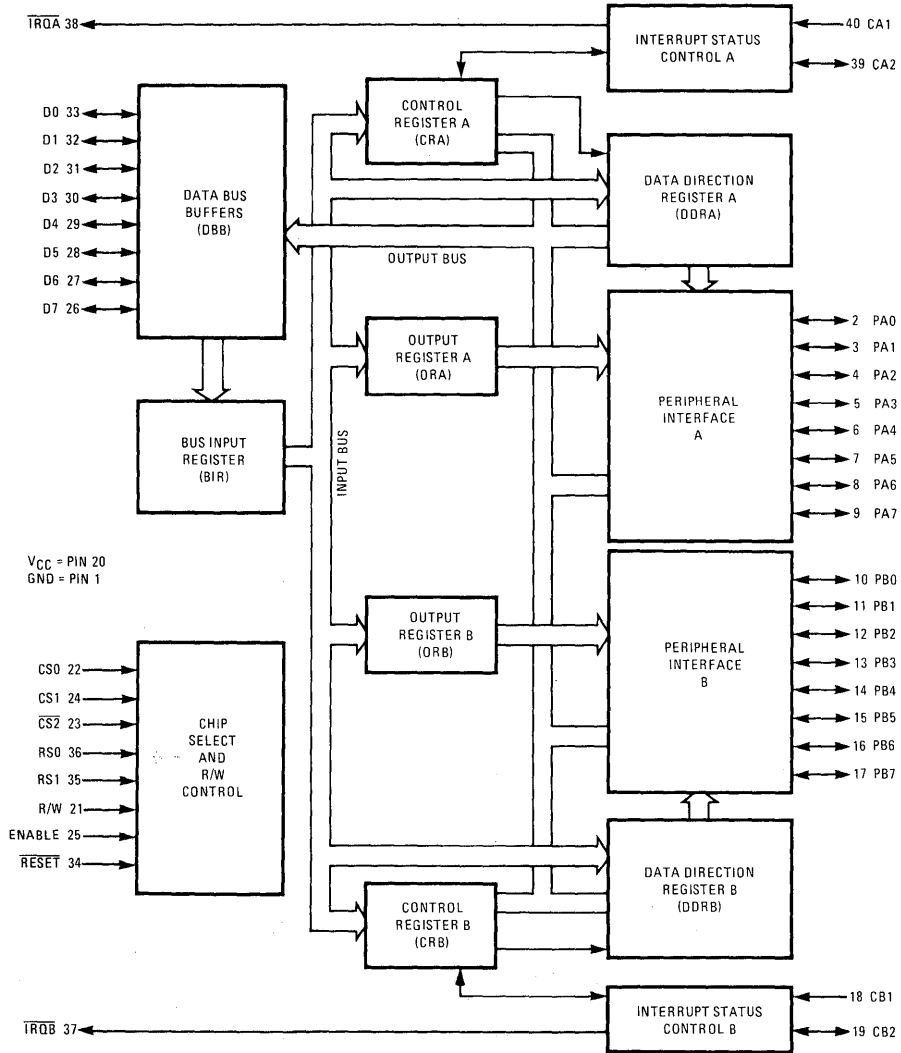 IRQA 38
INTERRUPT STATUS
CONTROL A
40 CA1
39 CA2
D0 33
D1 32
D2 31
D3 30
D4 29
D5 28
D6 27
D7 26
DATA BUS
BUFFERS
(DBB)
CONTROL
REGISTER A
(CRA)
DATA DIRECTION
REGISTER A
(DDRA)
OUTPUT BUS
OUTPUT
REGISTER A
(ORA)
PERIPHERAL
INTERFACE
A
2 PA0
3 PA1
4 PA2
5 PA3
6 PA4
7 PA5
8 PA6
9 PA7
BUS INPUT
REGISTER
(BIR)
INPUT BUS
VCC = PIN 20
GND = PIN 1
OUTPUT
REGISTER B
(ORB)
PERIPHERAL
INTERFACE
B
10 PB0
11 PB1
12 PB2
13 PB3
14 PB4
15 PB5
16 PB6
17 PB7
CS0 22
CS1 24
CS2 23
RS0 36
RS1 35
R/W 21
ENABLE 25
RESET 34
CHIP
SELECT
AND
R/W
CONTROL
CONTROL
REGISTER B
(CRB)
DATA DIRECTION
REGISTER B
(DDRB)
IRQB 37
INTERRUPT STATUS
CONTROL B
18 CB1
19 CB2